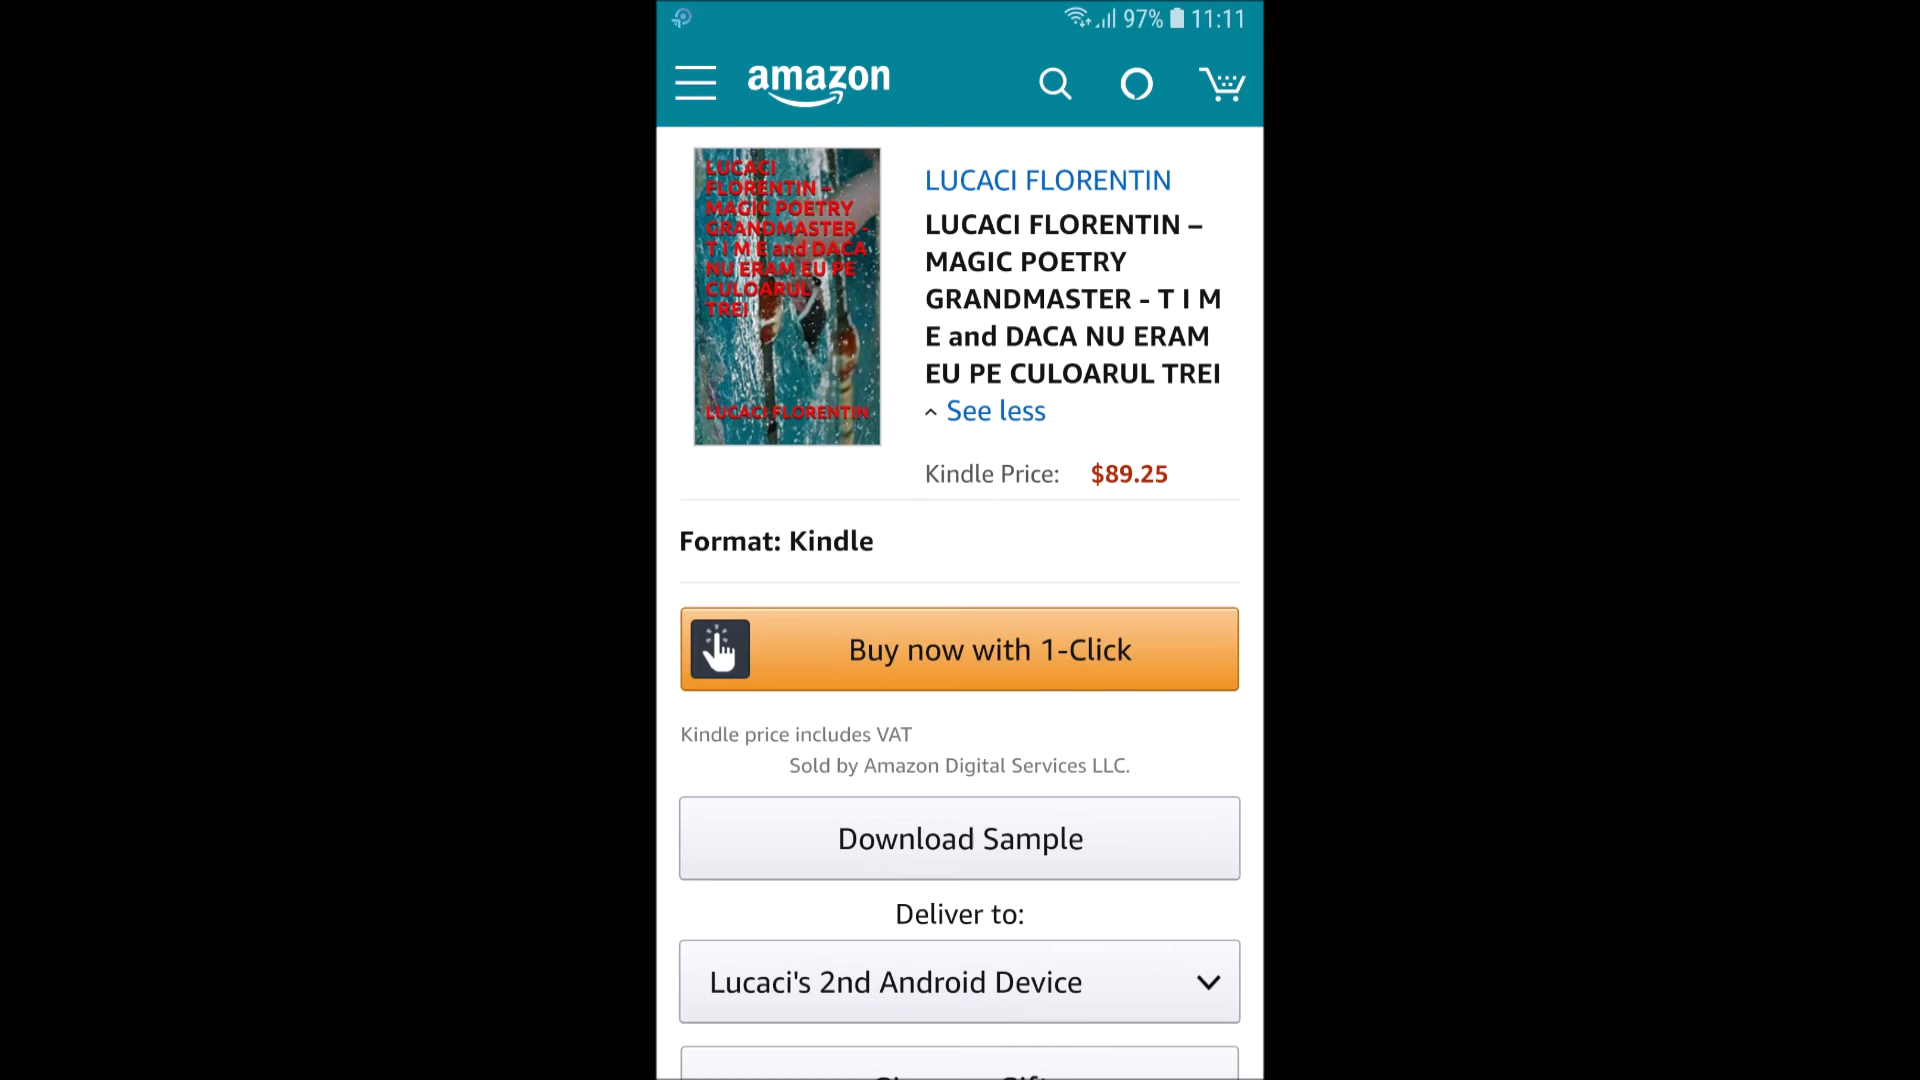 97% 11:11
amazon
LUCACI
FLORENTIN –
MAGIC POETRY
GRANDMASTER -
T I M E and DACA
NU ERAM EU PE
CULOARUL
TREI
LUCACI FLORENTIN
LUCACI FLORENTIN
LUCACI FLORENTIN –
MAGIC POETRY
GRANDMASTER - T I M
E and DACA NU ERAM
EU PE CULOARUL TREI
See less
Kindle Price: $89.25
Format: Kindle
Buy now with 1-Click
Kindle price includes VAT
Sold by Amazon Digital Services LLC.
Download Sample
Deliver to:
Lucaci's 2nd Android Device